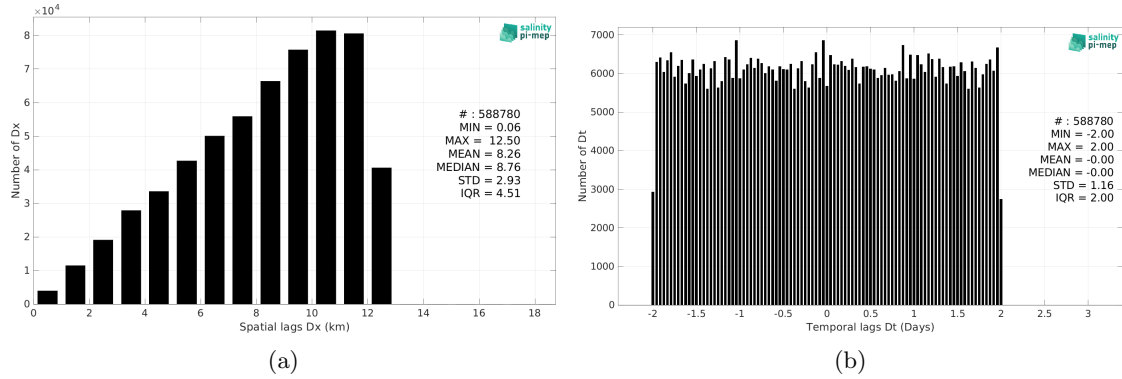 ×10⁴
8
7
6
5
4
3
2
1
0
Number of Dx
salinity
pi-mep
# : 588780
MIN = 0.06
MAX = 12.50
MEAN = 8.26
MEDIAN = 8.76
STD = 2.93
IQR = 4.51
0 2 4 6 8 10 12 14 16 18
Spatial lags Dx (km)
(a)
7000
6000
5000
4000
3000
2000
1000
0
Number of Dt
salinity
pi-mep
# : 588780
MIN = -2.00
MAX = 2.00
MEAN = -0.00
MEDIAN = -0.00
STD = 1.16
IQR = 2.00
-2 -1.5 -1 -0.5 0 0.5 1 1.5 2 2.5 3
Temporal lags Dt (Days)
(b)